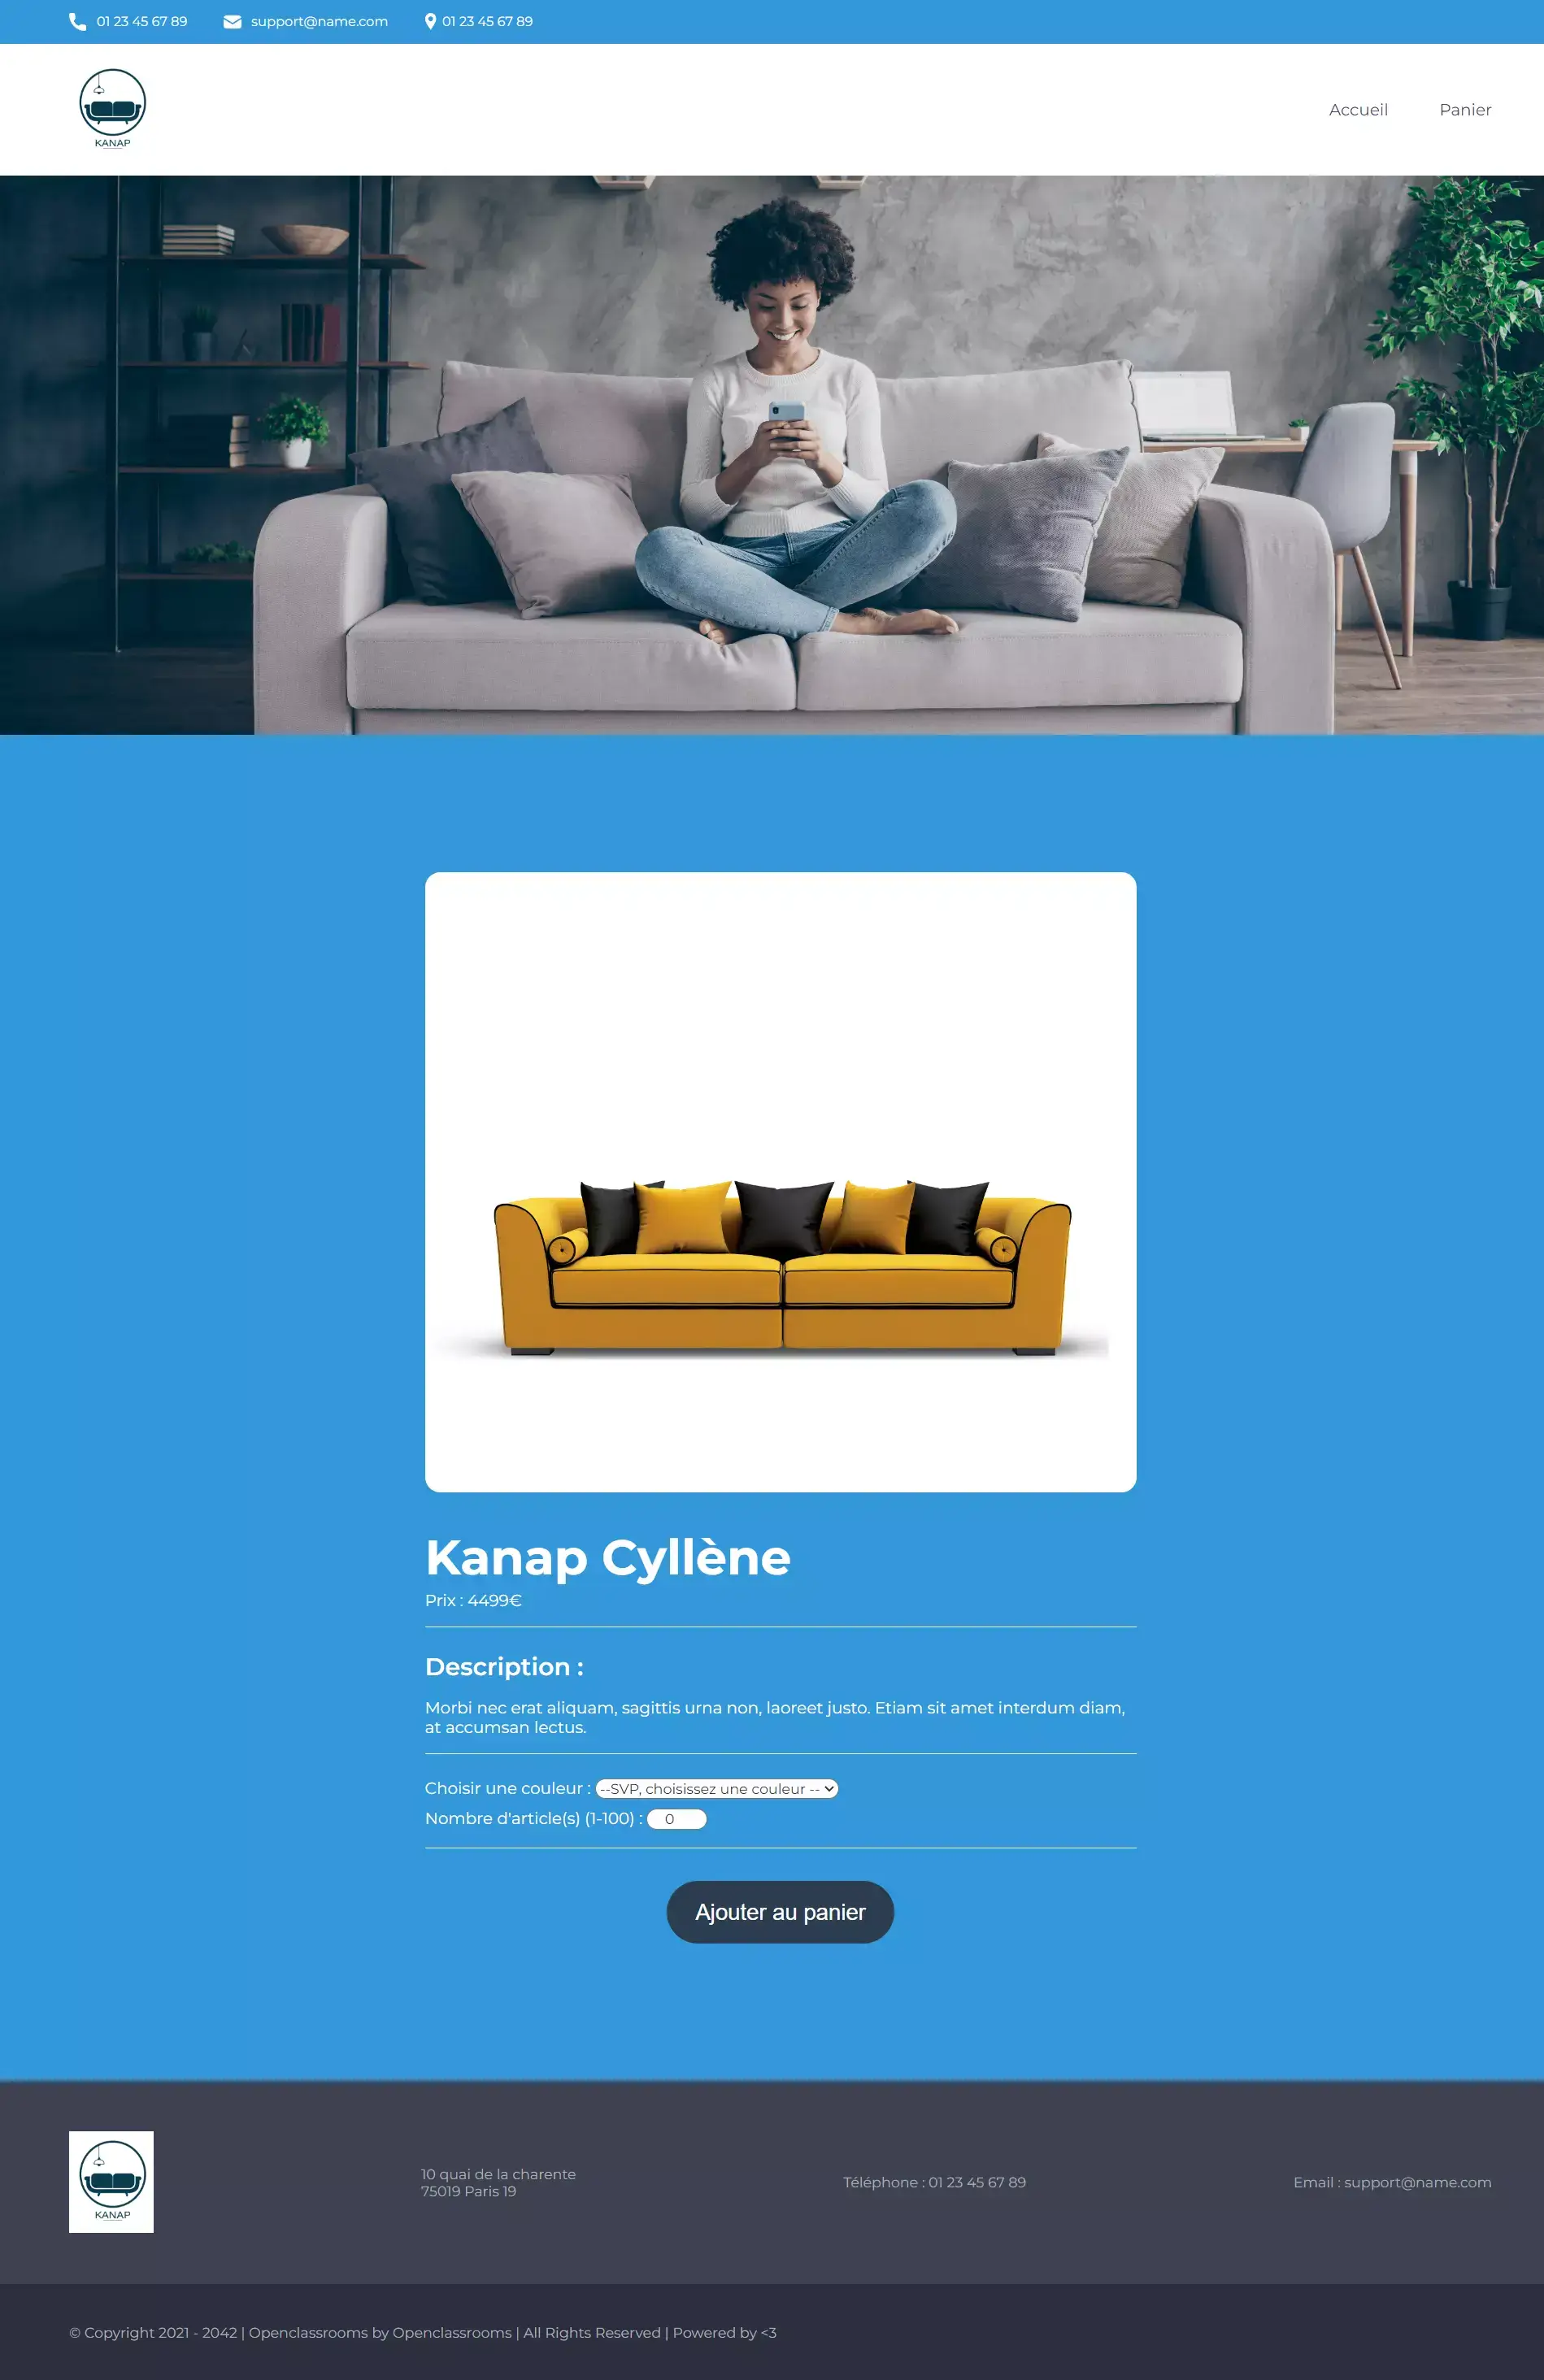 01 23 45 67 89
support@name.com
01 23 45 67 89
KANAP
Accueil
Panier
Kanap Cyllène
Prix : 4499€
Description :
Morbi nec erat aliquam, sagittis urna non, laoreet justo. Etiam sit amet interdum diam,
at accumsan lectus.
Choisir une couleur : --SVP, choisissez une couleur --
Nombre d'article(s) (1-100) : 0
Ajouter au panier
KANAP
10 quai de la charente
75019 Paris 19
Téléphone : 01 23 45 67 89
Email : support@name.com
© Copyright 2021 - 2042 | Openclassrooms by Openclassrooms | All Rights Reserved | Powered by <3